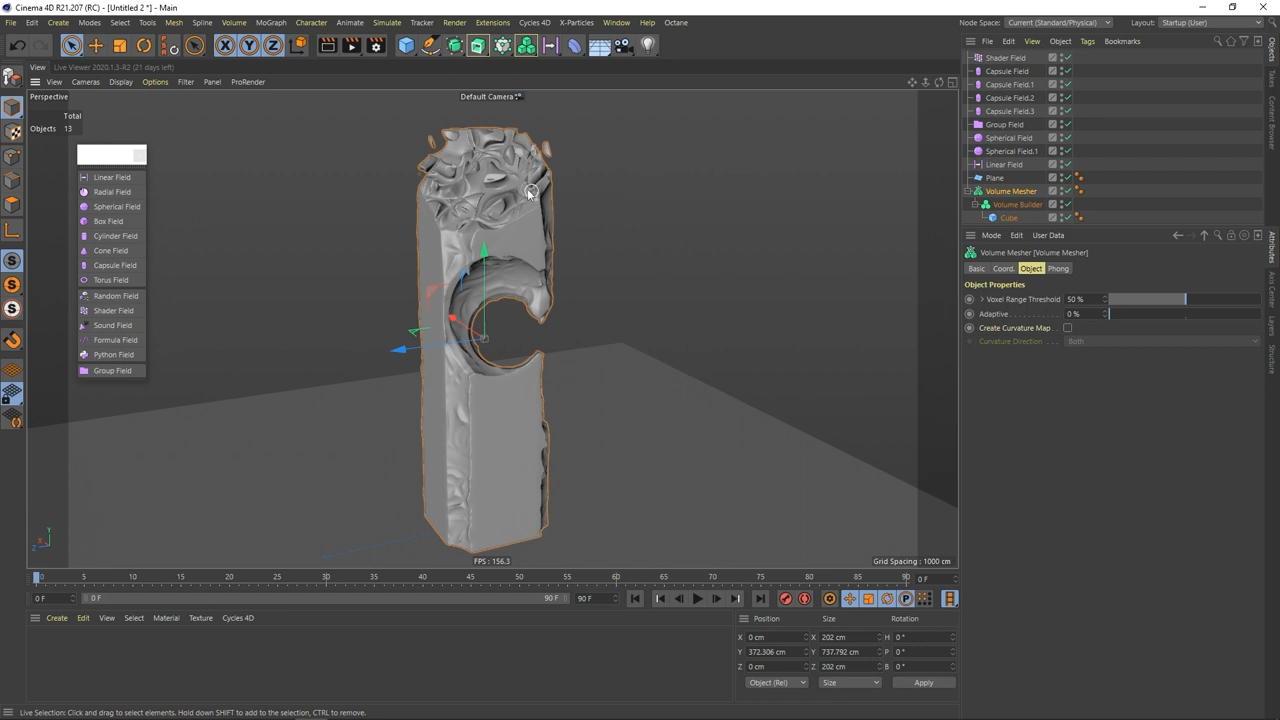 Cinema 4D R21.207 (RC) - [Untitled 2 *] - Main
File Edit Create Modes Select Tools Mesh Spline Volume MoGraph Character Animate Simulate Tracker Render Extensions Cycles 4D X-Particles Window Help Octane
Node Space: Current (Standard/Physical) Layout: Startup (User)
View Live Viewer 2020.1.3-R2 (21 days left)
View Cameras Display Options Filter Panel ProRender
Perspective
Default Camera
Total
Objects 13
Linear Field
Radial Field
Spherical Field
Box Field
Cylinder Field
Cone Field
Capsule Field
Torus Field
Random Field
Shader Field
Sound Field
Formula Field
Python Field
Group Field
FPS : 156.3
Grid Spacing : 1000 cm
File Edit View Object Tags Bookmarks
Shader Field
Capsule Field
Capsule Field.1
Capsule Field.2
Capsule Field.3
Group Field
Spherical Field
Spherical Field.1
Linear Field
Plane
Volume Mesher
Volume Builder
Cube
Mode Edit User Data
Volume Mesher [Volume Mesher]
Basic Coord. Object Phong
Object Properties
Voxel Range Threshold 50 %
Adaptive 0 %
Create Curvature Map
Curvature Direction Both
Objects
Takes
Content Browser
Attributes
Axis Center
Layers
Structure
X Y Z
0 5 10 15 20 25 30 35 40 45 50 55 60 65 70 75 80 85 90 0 F
0 F 0 F 90 F 90 F
Create Edit View Select Material Texture Cycles 4D
Position Size Rotation
X 0 cm X 202 cm H 0 °
Y 372.306 cm Y 737.792 cm P 0 °
Z 0 cm Z 202 cm B 0 °
Object (Rel) Size Apply
Live Selection: Click and drag to select elements. Hold down SHIFT to add to the selection, CTRL to remove.